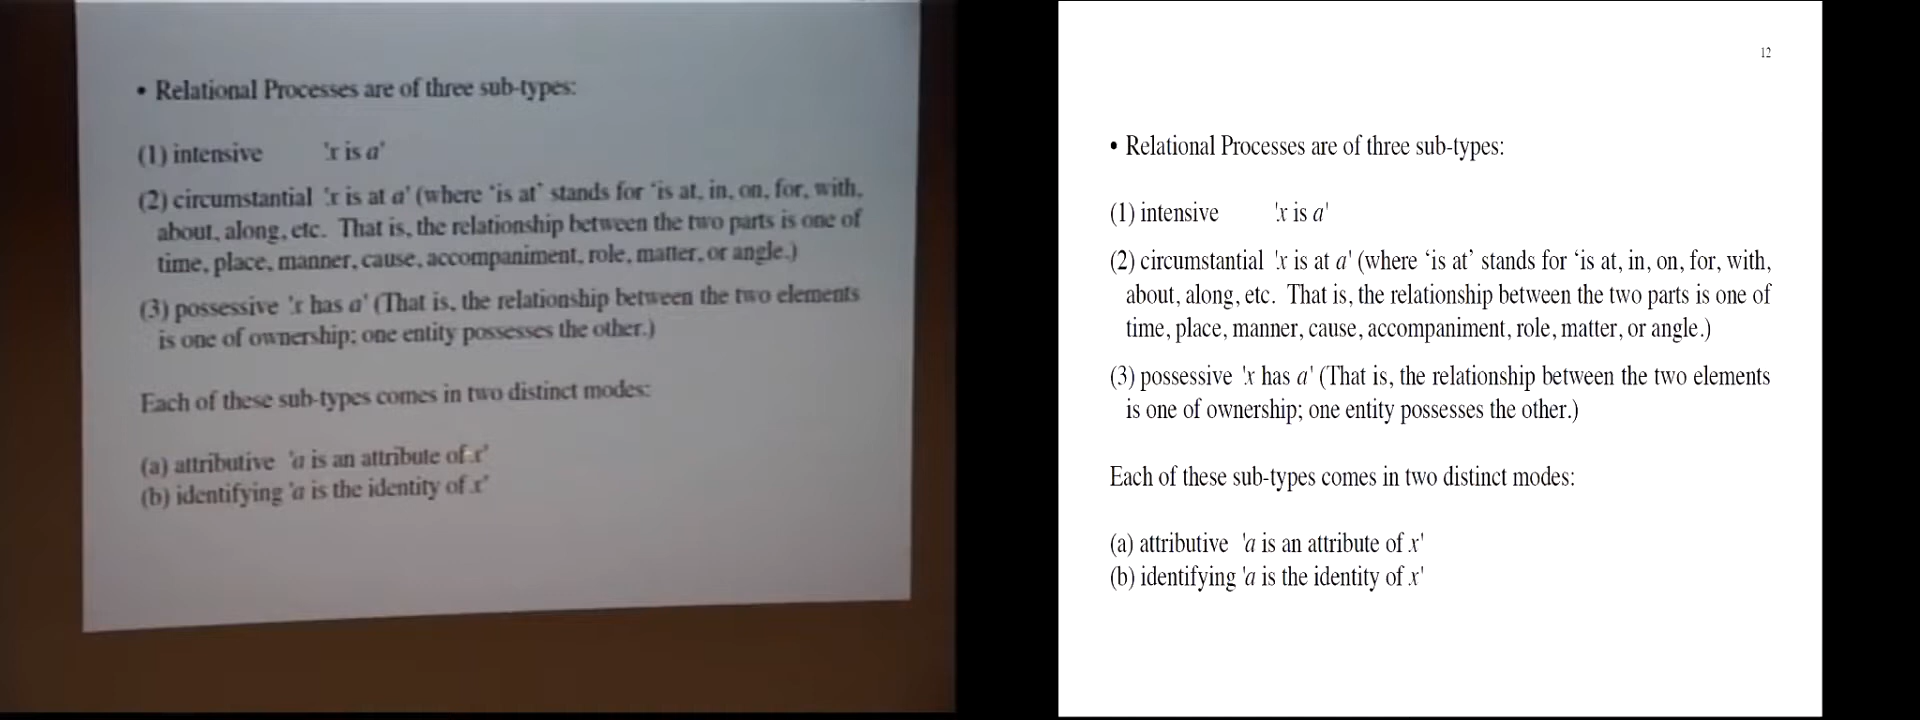 • Relational Processes are of three sub-types:
(1) intensive 'x is a'
(2) circumstantial 'x is at a' (where 'is at' stands for 'is at, in, on, for, with,
about, along, etc. That is, the relationship between the two parts is one of
time, place, manner, cause, accompaniment, role, matter, or angle.)
(3) possessive 'x has a' (That is, the relationship between the two elements
is one of ownership; one entity possesses the other.)
Each of these sub-types comes in two distinct modes:
(a) attributive 'a is an attribute of x'
(b) identifying 'a is the identity of x'
12
• Relational Processes are of three sub-types:
(1) intensive 'x is a'
(2) circumstantial 'x is at a' (where ‘is at’ stands for ‘is at, in, on, for, with,
about, along, etc. That is, the relationship between the two parts is one of
time, place, manner, cause, accompaniment, role, matter, or angle.)
(3) possessive 'x has a' (That is, the relationship between the two elements
is one of ownership; one entity possesses the other.)
Each of these sub-types comes in two distinct modes:
(a) attributive 'a is an attribute of x'
(b) identifying 'a is the identity of x'